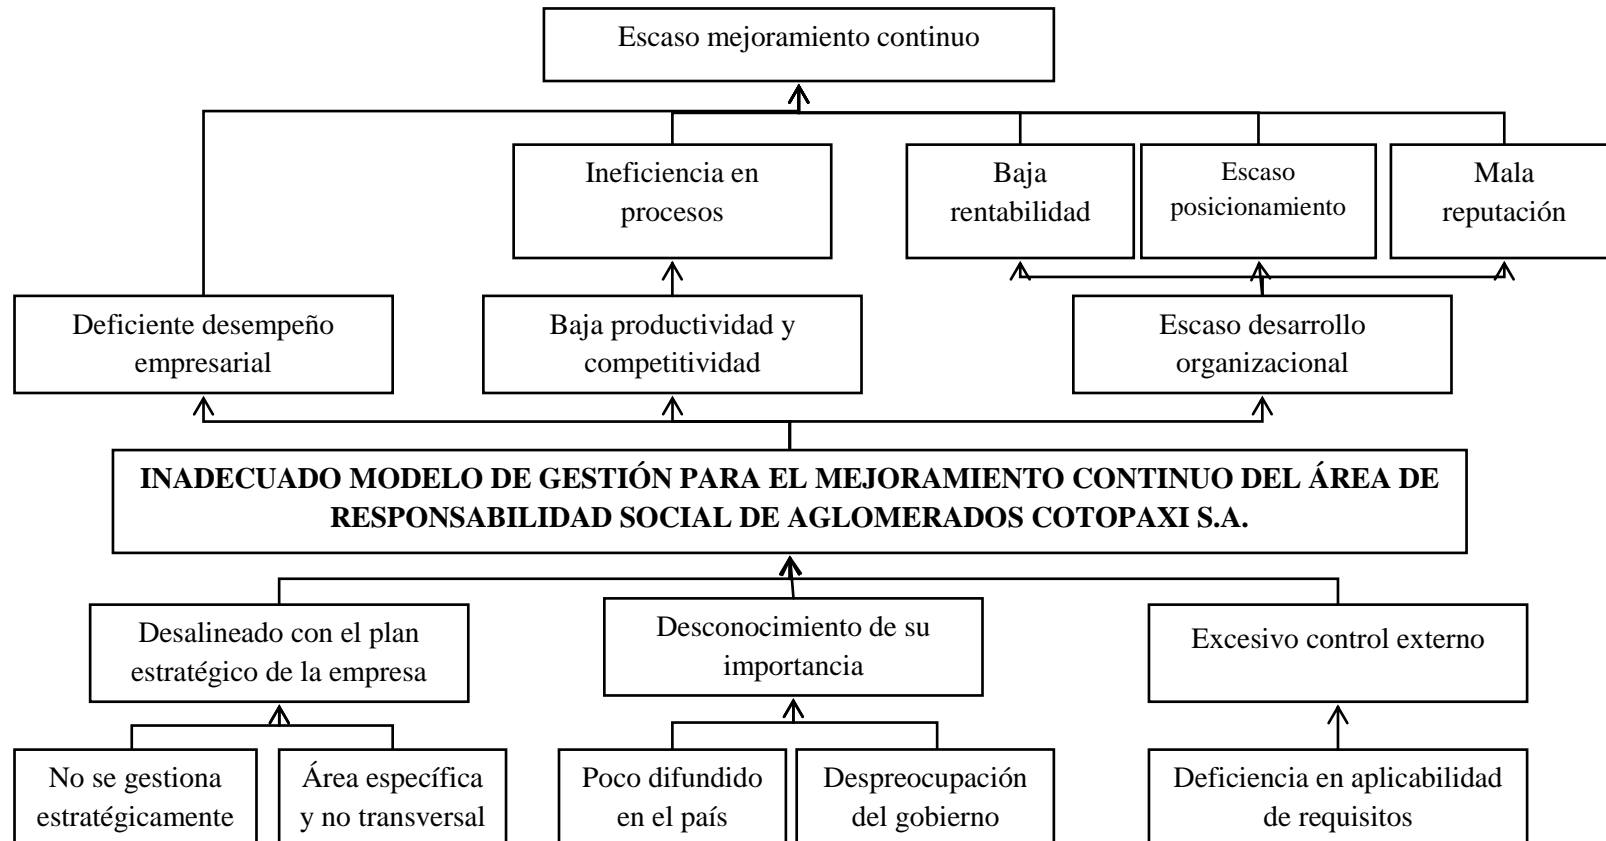 Escaso mejoramiento continuo
Ineficiencia en
procesos
Baja
rentabilidad
Escaso
posicionamiento
Mala
reputación
Deficiente desempeño
empresarial
Baja productividad y
competitividad
Escaso desarrollo
organizacional
INADECUADO MODELO DE GESTIÓN PARA EL MEJORAMIENTO CONTINUO DEL ÁREA DE
RESPONSABILIDAD SOCIAL DE AGLOMERADOS COTOPAXI S.A.
Desalineado con el plan
estratégico de la empresa
Desconocimiento de su
importancia
Excesivo control externo
No se gestiona
estratégicamente
Área específica
y no transversal
Poco difundido
en el país
Despreocupación
del gobierno
Deficiencia en aplicabilidad
de requisitos